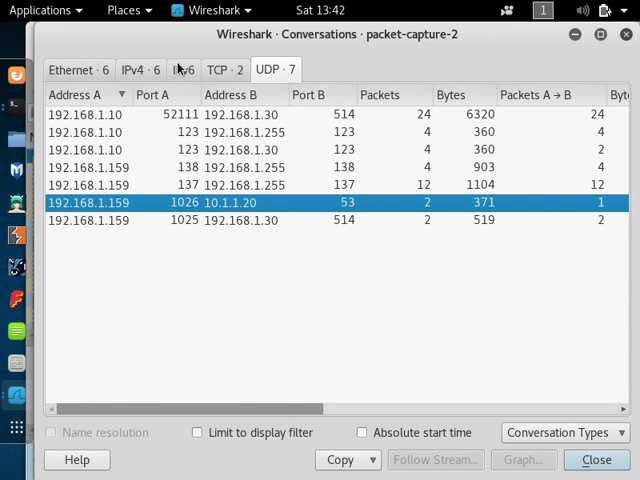 Applications Places Wireshark Sat 13:42 1
Wireshark · Conversations · packet-capture-2
Ethernet · 6 IPv4 · 6 TCP · 2 UDP · 7
Address A Port A Address B Port B Packets Bytes Packets A → B Byt
192.168.1.10 52111 192.168.1.30 514 24 6320 24
192.168.1.10 123 192.168.1.255 123 4 360 4
192.168.1.10 123 192.168.1.30 123 4 360 2
192.168.1.159 138 192.168.1.255 138 4 903 4
192.168.1.159 137 192.168.1.255 137 12 1104 12
192.168.1.159 1026 10.1.1.20 53 2 371 1
192.168.1.159 1025 192.168.1.30 514 2 519 2
Name resolution Limit to display filter Absolute start time Conversation Types
Help Copy Follow Stream... Graph... Close